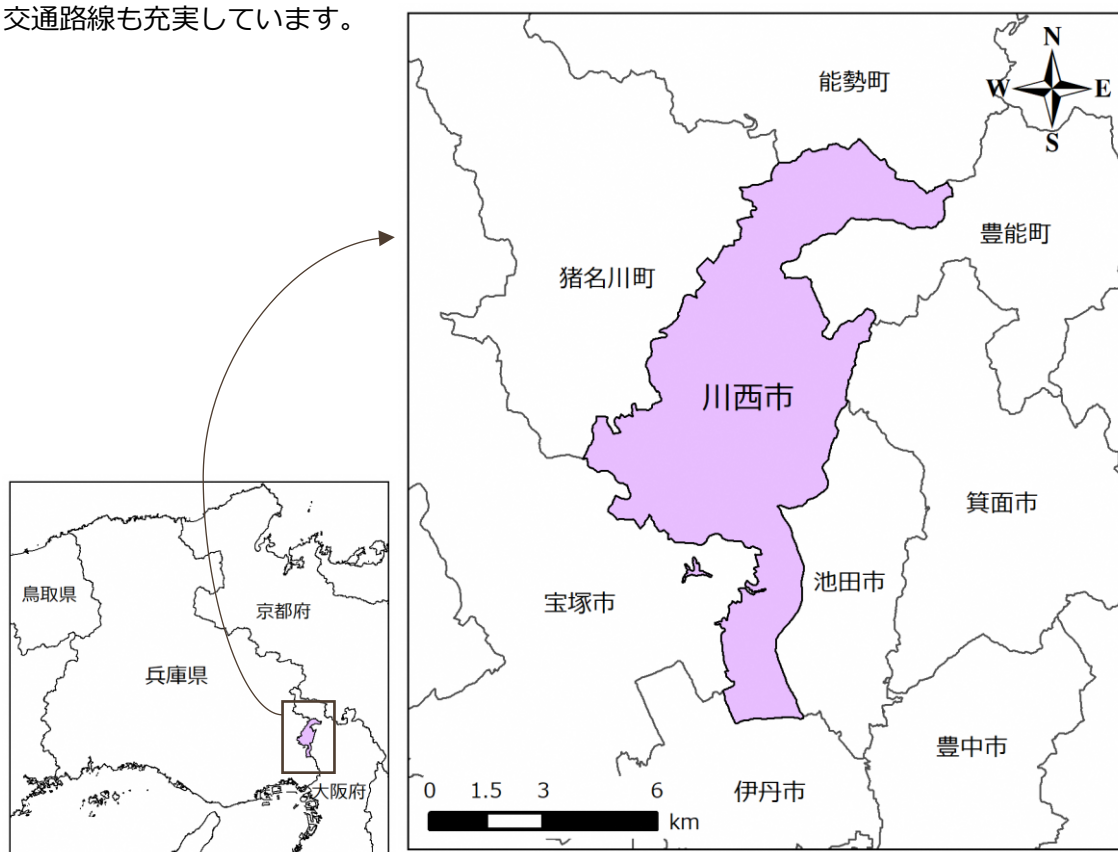 交通路線も充実しています。
能勢町
N
W
E
S
豊能町
猪名川町
川西市
箕面市
池田市
宝塚市
豊中市
伊丹市
0 1.5 3 6
km
鳥取県
京都府
兵庫県
大阪府